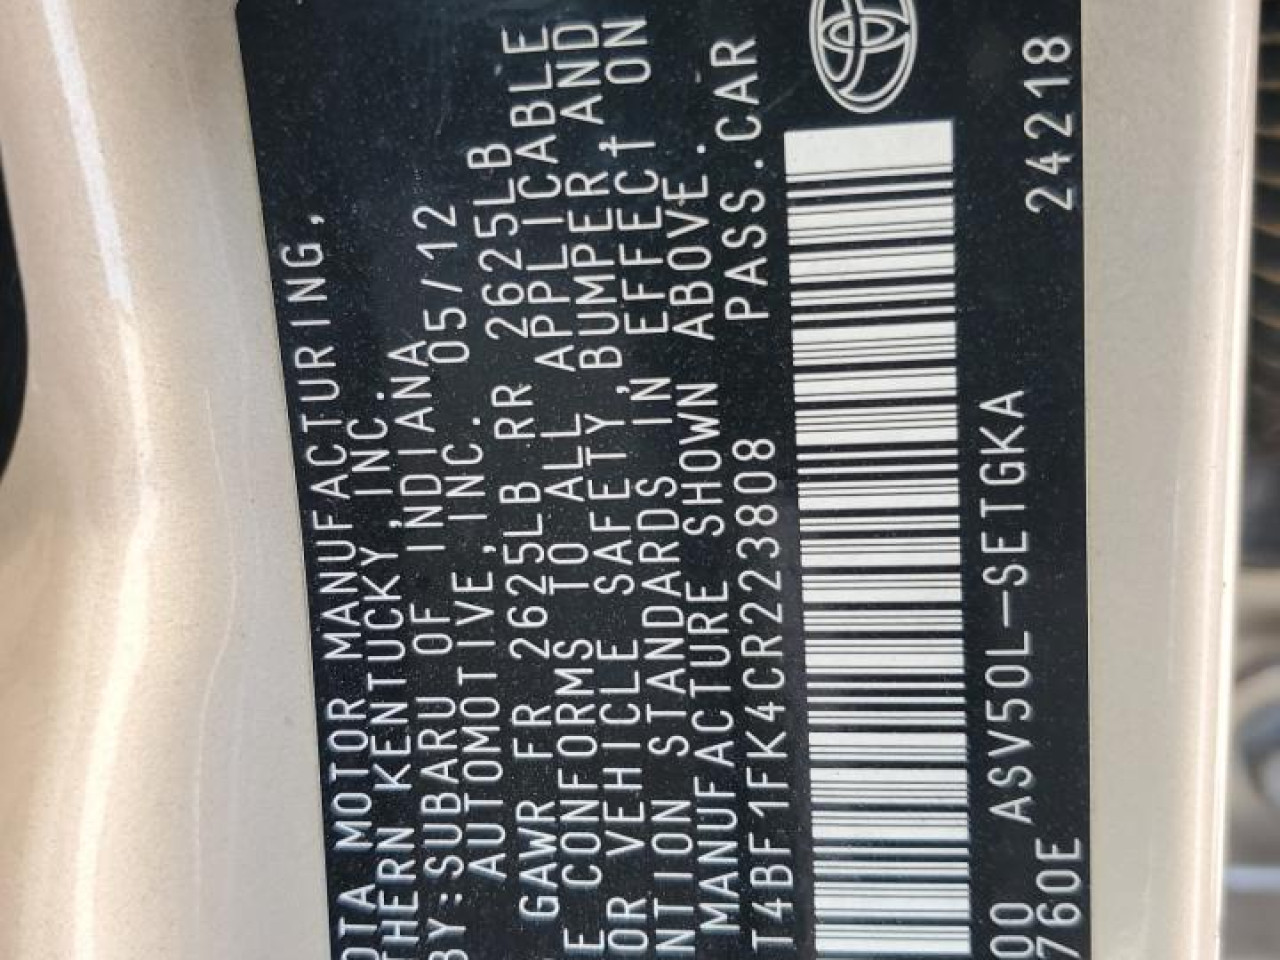 OTA MOTOR MANUFACTURING,
THERN KENTUCKY, INC.
BY:SUBARU OF INDIANA
AUTOMOTIVE, INC. 05/12
GAWR FR 2625LB RR 2625LB
E CONFORMS TO ALL APPLICABLE
OR VEHICLE SAFETY, BUMPER, AND
NTION STANDARDS IN EFFECT ON
MANUFACTURE SHOWN ABOVE.
T4BF1FK4CR223808 PASS.CAR
00 ASV50L-SETGKA
760E 24218